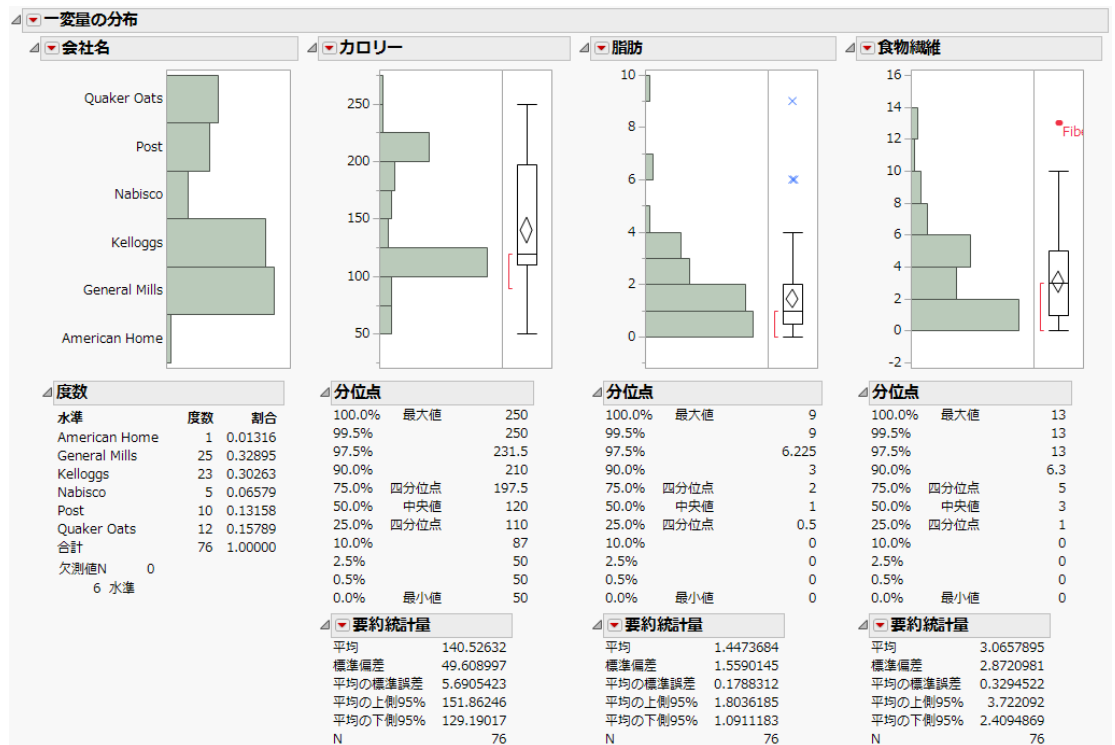 一変量の分布
会社名
Quaker Oats
Post
Nabisco
Kelloggs
General Mills
American Home
度数
水準 度数 割合
American Home 1 0.01316
General Mills 25 0.32895
Kelloggs 23 0.30263
Nabisco 5 0.06579
Post 10 0.13158
Quaker Oats 12 0.15789
合計 76 1.00000
欠測値N 0
6 水準
カロリー
250
200
150
100
50
分位点
100.0% 最大値 250
99.5% 250
97.5% 231.5
90.0% 210
75.0% 四分位点 197.5
50.0% 中央値 120
25.0% 四分位点 110
10.0% 87
2.5% 50
0.5% 50
0.0% 最小値 50
要約統計量
平均 140.52632
標準偏差 49.608997
平均の標準誤差 5.6905423
平均の上側95% 151.86246
平均の下側95% 129.19017
N 76
脂肪
10
8
6
4
2
0
分位点
100.0% 最大値 9
99.5% 9
97.5% 6.225
90.0% 3
75.0% 四分位点 2
50.0% 中央値 1
25.0% 四分位点 0.5
10.0% 0
2.5% 0
0.5% 0
0.0% 最小値 0
要約統計量
平均 1.4473684
標準偏差 1.5590145
平均の標準誤差 0.1788312
平均の上側95% 1.8036185
平均の下側95% 1.0911183
N 76
食物繊維
16
14
12
10
8
6
4
2
0
-2
Fibe
分位点
100.0% 最大値 13
99.5% 13
97.5% 13
90.0% 6.3
75.0% 四分位点 5
50.0% 中央値 3
25.0% 四分位点 1
10.0% 0
2.5% 0
0.5% 0
0.0% 最小値 0
要約統計量
平均 3.0657895
標準偏差 2.8720981
平均の標準誤差 0.3294522
平均の上側95% 3.722092
平均の下側95% 2.4094869
N 76